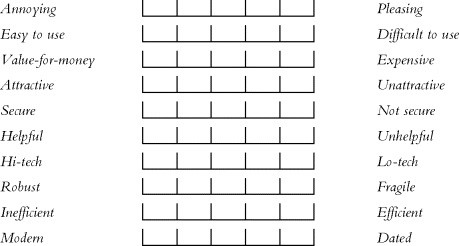 Annoying Pleasing
Easy to use Difficult to use
Value-for-money Expensive
Attractive Unattractive
Secure Not secure
Helpful Unhelpful
Hi-tech Lo-tech
Robust Fragile
Inefficient Efficient
Modern Dated